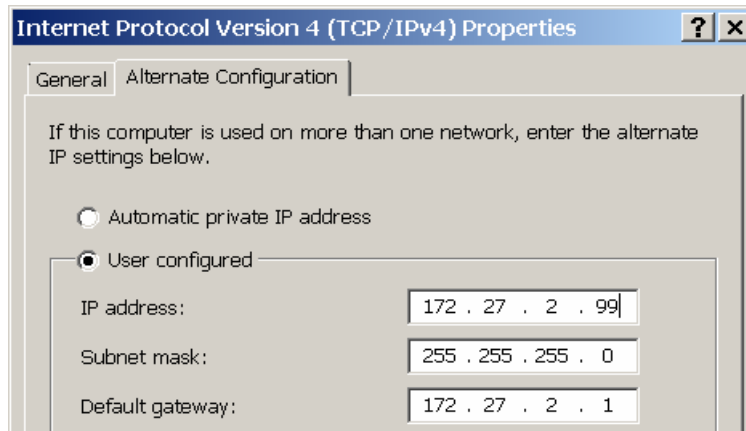 Internet Protocol Version 4 (TCP/IPv4) Properties ? ×
General Alternate Configuration
If this computer is used on more than one network, enter the alternate
IP settings below.
Automatic private IP address
User configured
IP address: 172 . 27 . 2 . 99
Subnet mask: 255 . 255 . 255 . 0
Default gateway: 172 . 27 . 2 . 1